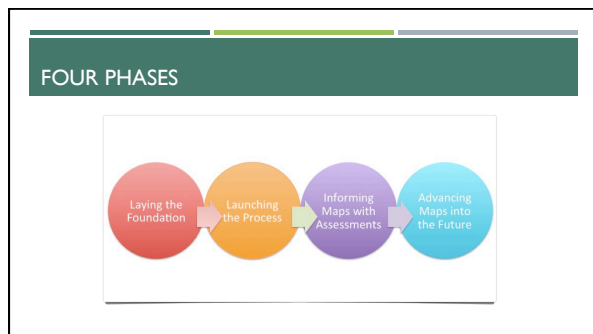 FOUR PHASES
Laying the
Foundation
Launching
the Process
Informing
Maps with
Assessments
Advancing
Maps into
the Future